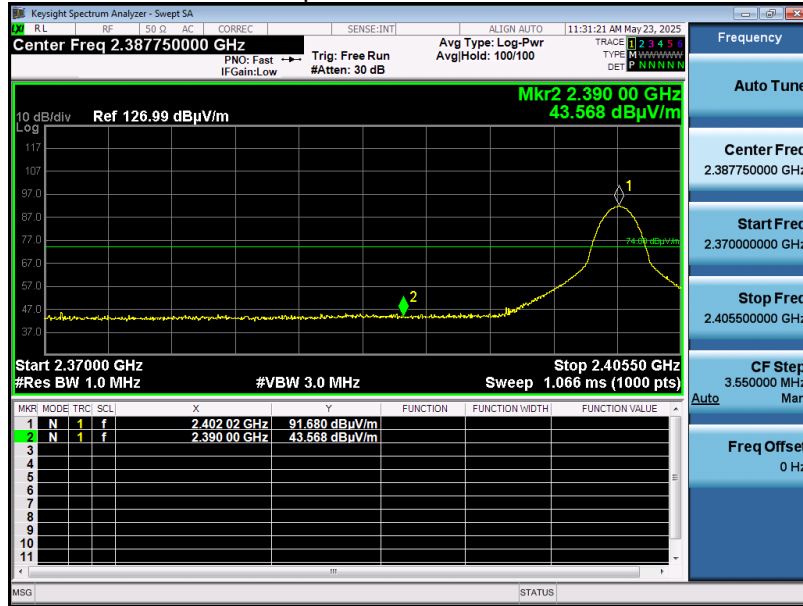 Keysight Spectrum Analyzer - Swept SA
RL RF 50 Ω AC CORREC SENSE:INT ALIGN AUTO 11:31:21 AM May 23, 2025
Center Freq 2.387750000 GHz
PNO: Fast
IFGain:Low
Trig: Free Run
#Atten: 30 dB
Avg Type: Log-Pwr
Avg|Hold: 100/100
TRACE 1 2 3 4 5 6
TYPE M WWWWW
DET P N N N N N
Mkr2 2.390 00 GHz
43.568 dBµV/m
10 dB/div Ref 126.99 dBµV/m
Log
117
107
97.0
87.0
77.0
67.0
57.0
47.0
37.0
1
74.00 dBµV/m
2
Start 2.37000 GHz Stop 2.40550 GHz
#Res BW 1.0 MHz #VBW 3.0 MHz Sweep 1.066 ms (1000 pts)
MKR MODE TRC SCL X Y FUNCTION FUNCTION WIDTH FUNCTION VALUE
1 N 1 f 2.402 02 GHz 91.680 dBµV/m
2 N 1 f 2.390 00 GHz 43.568 dBµV/m
3
4
5
6
7
8
9
10
11
MSG STATUS
Frequency
Auto Tune
Center Freq
2.387750000 GHz
Start Freq
2.370000000 GHz
Stop Freq
2.405500000 GHz
CF Step
3.550000 MHz
Auto Man
Freq Offset
0 Hz